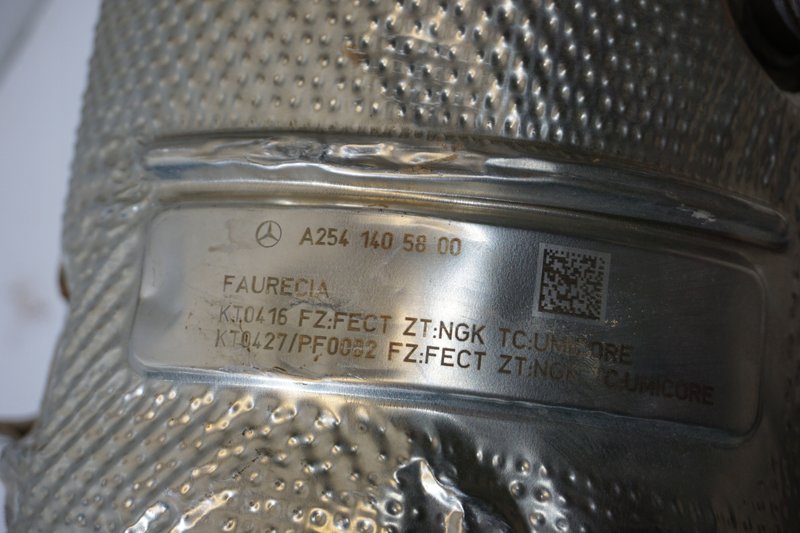 A254 140 58 00
FAURECIA
KT0416 FZ:FECT ZT:NGK TC:UMICORE
KT0427/PF0082 FZ:FECT ZT:NGK TC:UMICORE